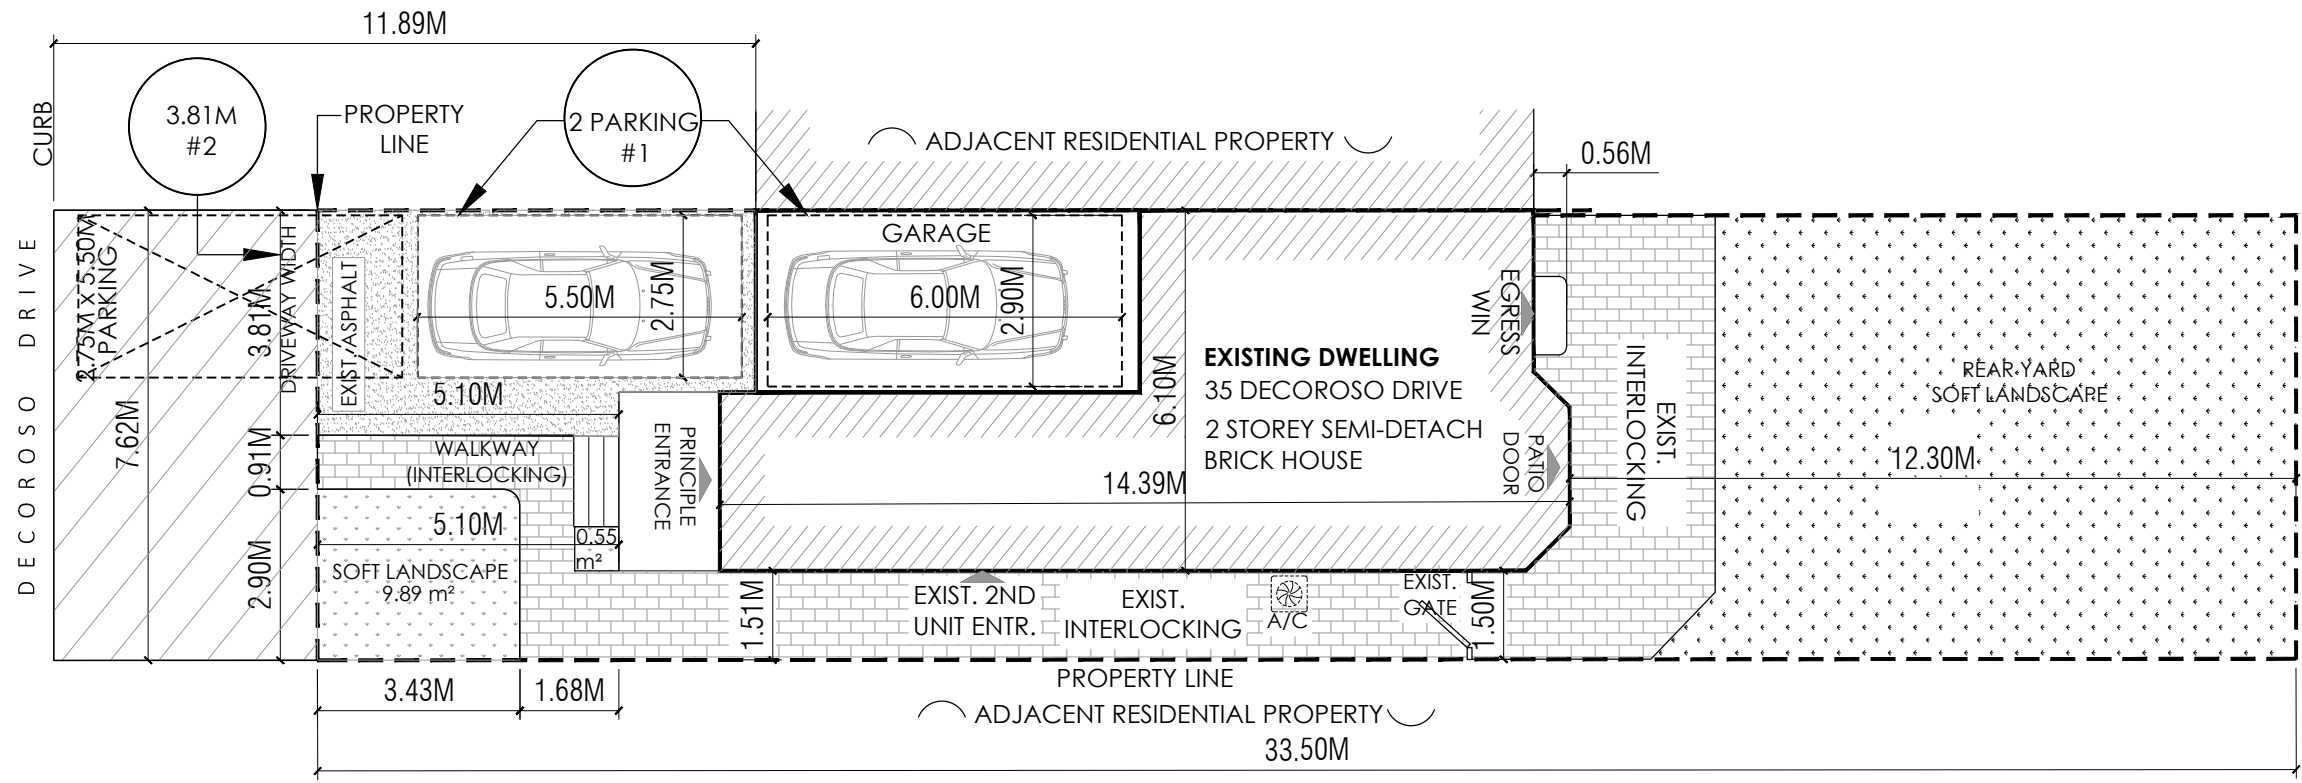 11.89M
CURB
3.81M
#2
PROPERTY
LINE
2 PARKING
#1
ADJACENT RESIDENTIAL PROPERTY
0.56M
DECOROSO DRIVE
2.75M X 5.50M
PARKING
7.62M
DRIVEWAY WIDTH
3.81M
0.91M
2.90M
EXIST ASPHALT
5.50M
2.75M
5.10M
GARAGE
6.00M
2.90M
WALKWAY
(INTERLOCKING)
5.10M
0.55
m²
SOFT LANDSCAPE
9.89 m²
PRINCIPLE
ENTRANCE
6.10M
EXISTING DWELLING
35 DECOROSO DRIVE
2 STOREY SEMI-DETACH
BRICK HOUSE
14.39M
EGRESS
WIN
PATIO
DOOR
EXIST.
INTERLOCKING
REAR YARD
SOFT LANDSCAPE
12.30M
1.51M
EXIST. 2ND
UNIT ENTR.
EXIST.
INTERLOCKING
A/C
EXIST.
GATE
1.50M
3.43M
1.68M
PROPERTY LINE
ADJACENT RESIDENTIAL PROPERTY
33.50M